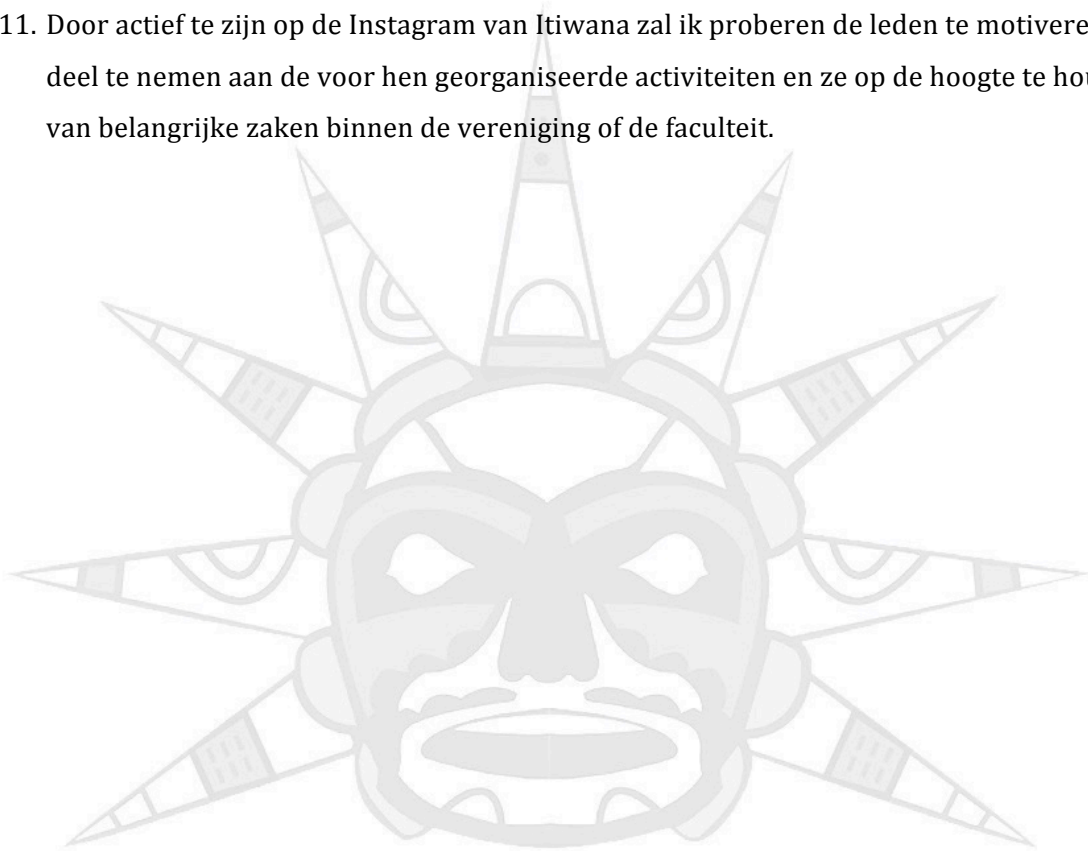 11. Door actief te zijn op de Instagram van Itiwana zal ik proberen de leden te motivere
deel te nemen aan de voor hen georganiseerde activiteiten en ze op de hoogte te hou
van belangrijke zaken binnen de vereniging of de faculteit.